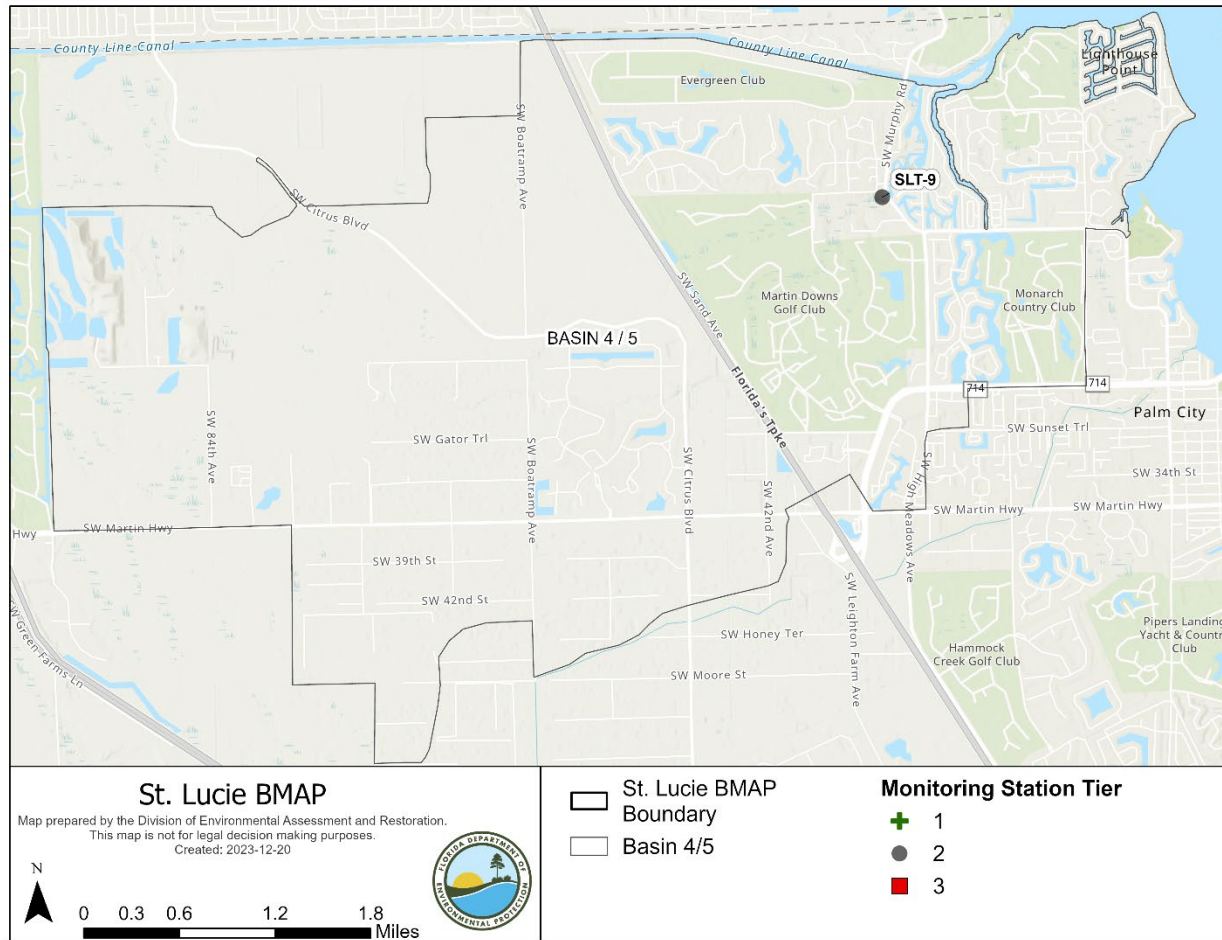 County Line Canal
County Line Canal
Lighthouse
Point
Evergreen Club
SW Boatramp Ave
SW Murphy Rd
SLT-9
SW Citrus Blvd
SW Sand Ave
Martin Downs
Golf Club
Monarch
Country Club
BASIN 4 / 5
Florida's Tpke
714
714
Palm City
SW 84th Ave
SW Gator Trl
SW Boatramp Ave
SW Citrus Blvd
SW 42nd Ave
SW High Meadows Ave
SW Sunset Trl
SW 34th St
Hwy
SW Martin Hwy
SW Martin Hwy
SW Martin Hwy
SW 39th St
SW 42nd St
SW Green Farms Ln
SW Leighton Farm Ave
SW Honey Ter
SW Moore St
Hammock
Creek Golf Club
Pipers Landing
Yacht & Country
Club
St. Lucie BMAP
Map prepared by the Division of Environmental Assessment and Restoration.
This map is not for legal decision making purposes.
Created: 2023-12-20
N
0 0.3 0.6 1.2 1.8
Miles
FLORIDA DEPARTMENT OF
ENVIRONMENTAL PROTECTION
St. Lucie BMAP
Boundary
Basin 4/5
Monitoring Station Tier
1
2
3